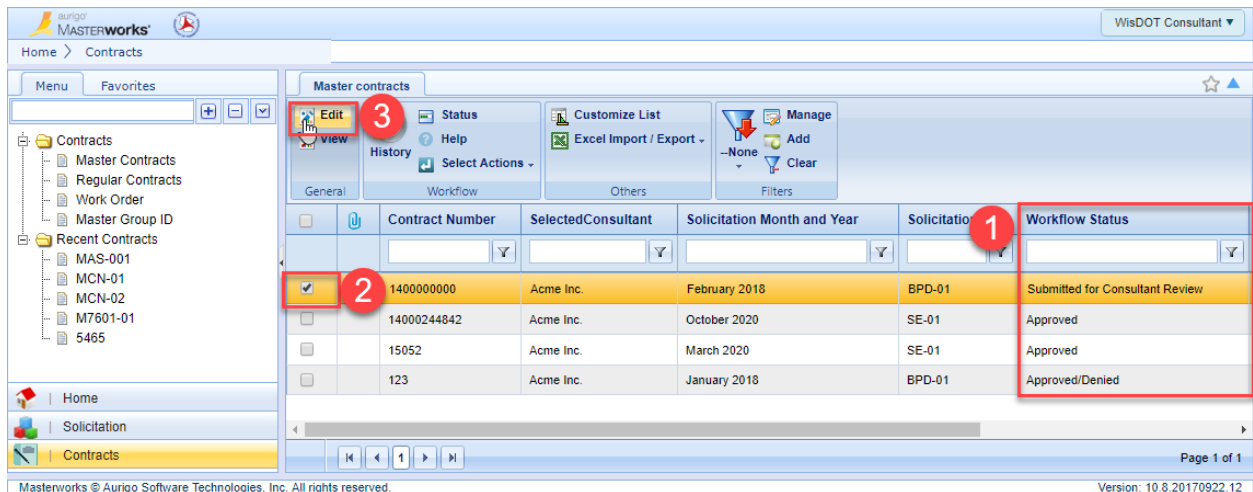 aurigo
MASTERworks
WisDOT Consultant ▼
Home > Contracts
Menu Favorites
Master contracts
Edit
3
View
History
Status
Help
Select Actions
Customize List
Excel Import / Export
--None
Manage
Add
Clear
General Workflow Others Filters
Contracts
Master Contracts
Regular Contracts
Work Order
Master Group ID
Recent Contracts
MAS-001
MCN-01
MCN-02
M7601-01
5465
Contract Number SelectedConsultant Solicitation Month and Year Solicitation 1 Workflow Status
2 1400000000 Acme Inc. February 2018 BPD-01 Submitted for Consultant Review
14000244842 Acme Inc. October 2020 SE-01 Approved
15052 Acme Inc. March 2020 SE-01 Approved
123 Acme Inc. January 2018 BPD-01 Approved/Denied
| Home
| Solicitation
| Contracts
1
Page 1 of 1
Masterworks © Aurigo Software Technologies, Inc. All rights reserved.
Version: 10.8.20170922.12